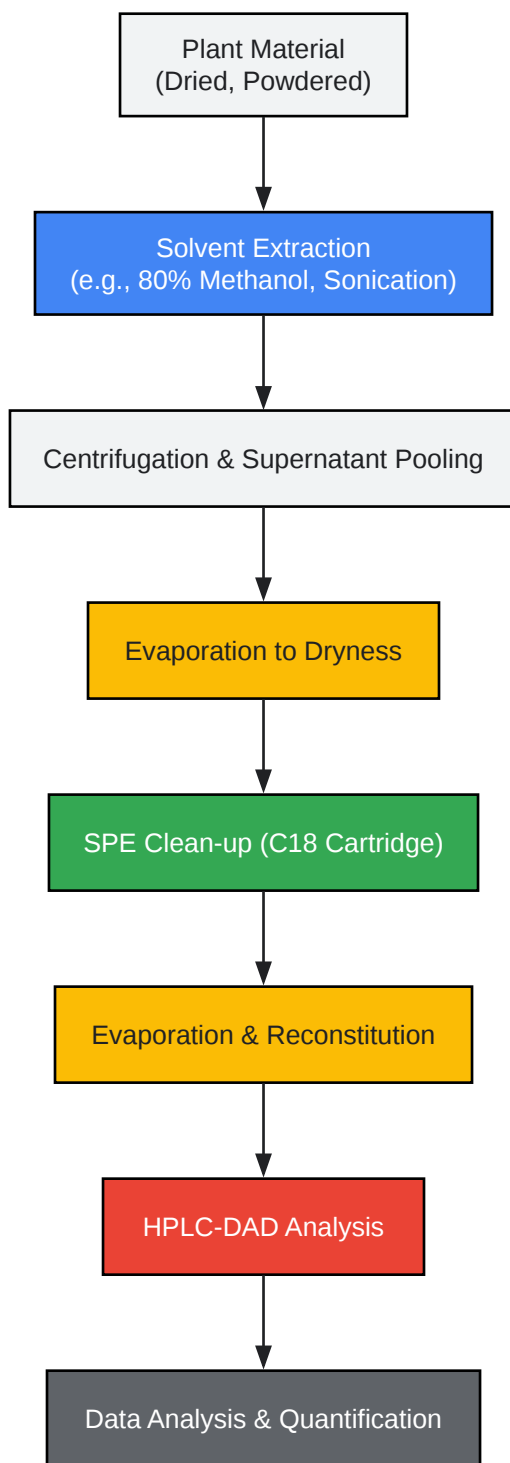 Plant Material
(Dried, Powdered)
Solvent Extraction
(e.g., 80% Methanol, Sonication)
Centrifugation & Supernatant Pooling
Evaporation to Dryness
SPE Clean-up (C18 Cartridge)
Evaporation & Reconstitution
HPLC-DAD Analysis
Data Analysis & Quantification